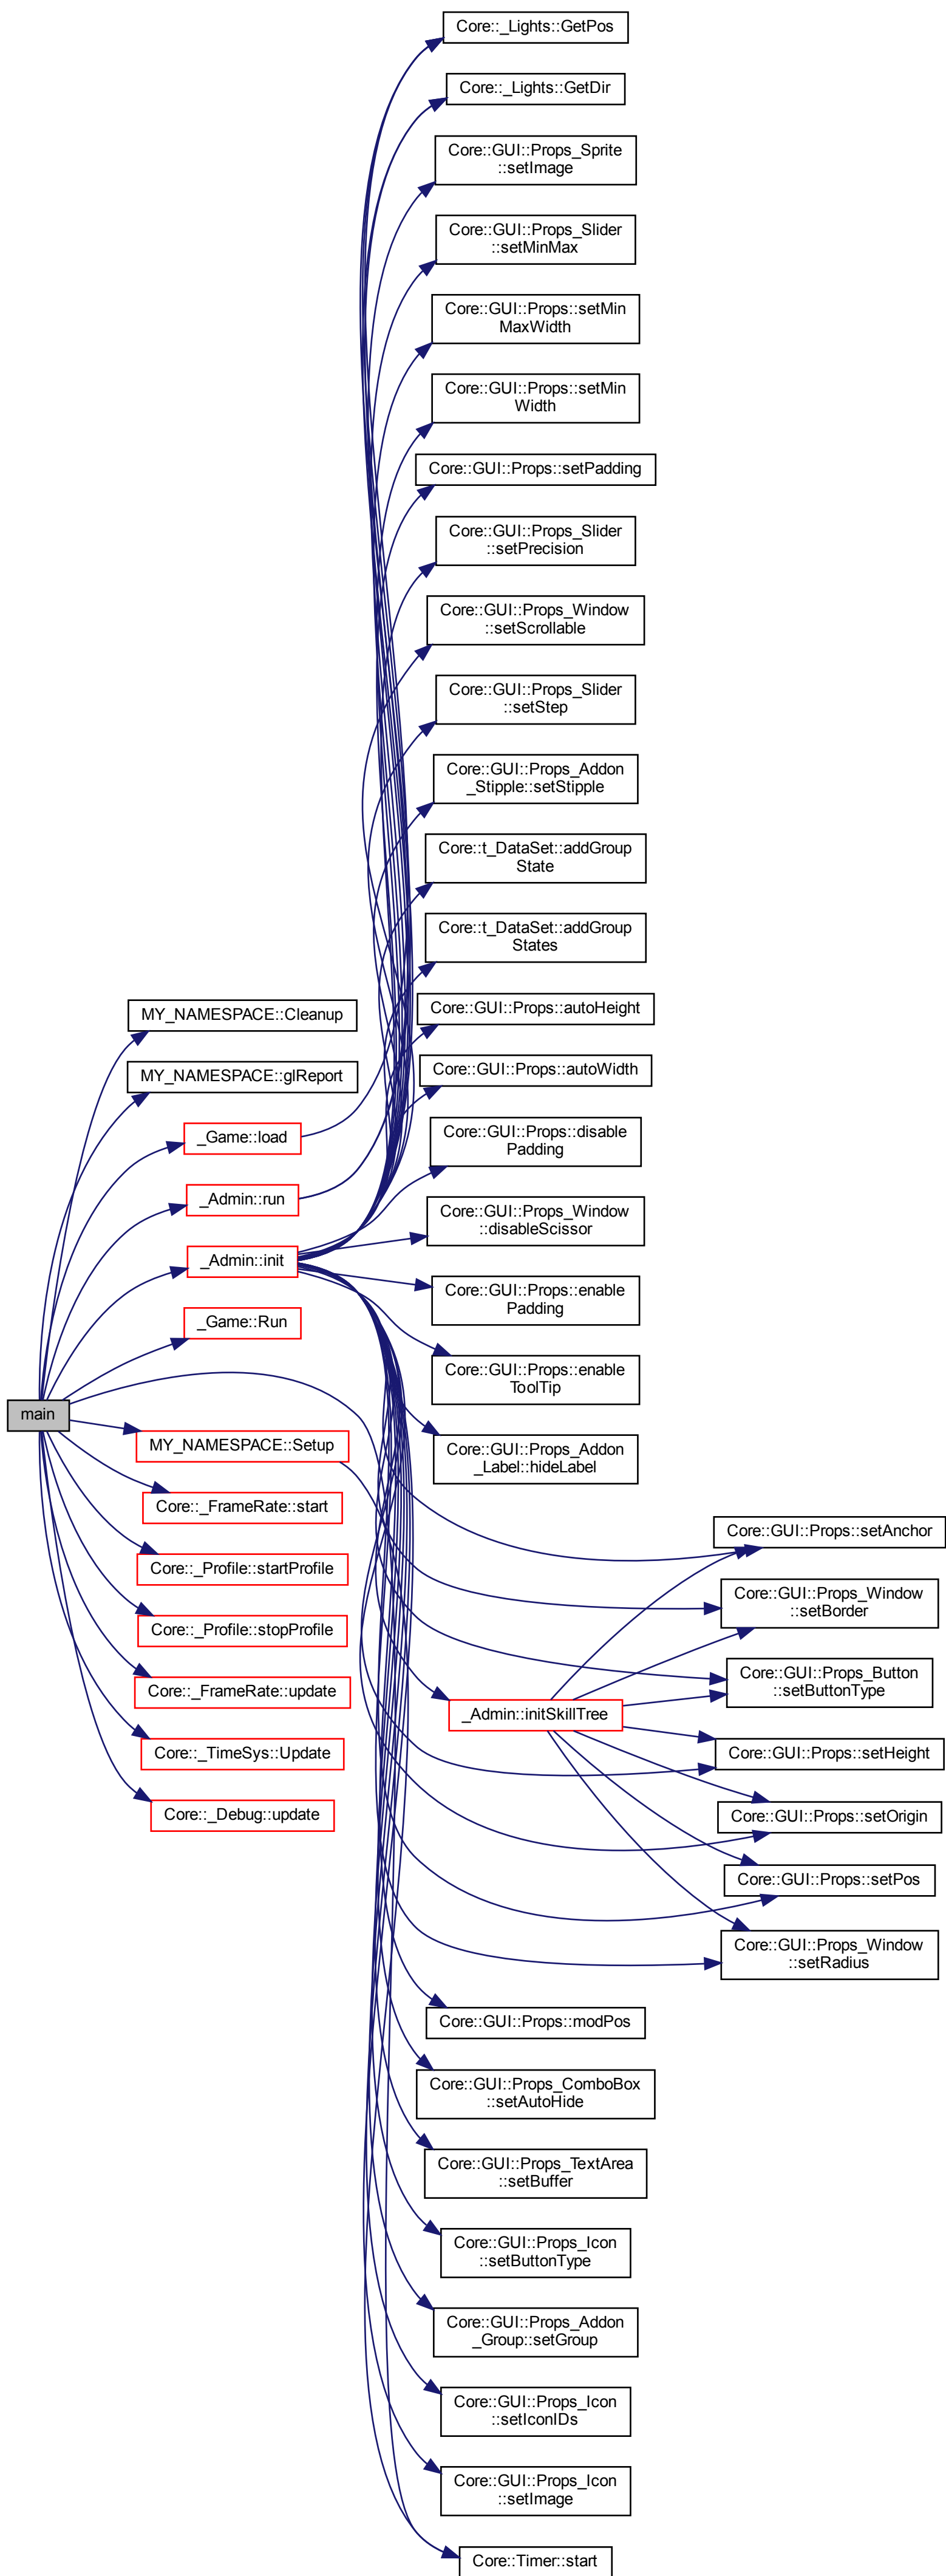 main
MY_NAMESPACE::Cleanup
MY_NAMESPACE::glReport
_Game::load
_Admin::run
_Admin::init
_Game::Run
MY_NAMESPACE::Setup
Core::_FrameRate::start
Core::_Profile::startProfile
Core::_Profile::stopProfile
Core::_FrameRate::update
Core::_TimeSys::Update
Core::_Debug::update
Core::_Lights::GetPos
Core::_Lights::GetDir
Core::GUI::Props_Sprite
::setImage
Core::GUI::Props_Slider
::setMinMax
Core::GUI::Props::setMin
MaxWidth
Core::GUI::Props::setMin
Width
Core::GUI::Props::setPadding
Core::GUI::Props_Slider
::setPrecision
Core::GUI::Props_Window
::setScrollable
Core::GUI::Props_Slider
::setStep
Core::GUI::Props_Addon
_Stipple::setStipple
Core::t_DataSet::addGroup
State
Core::t_DataSet::addGroup
States
Core::GUI::Props::autoHeight
Core::GUI::Props::autoWidth
Core::GUI::Props::disable
Padding
Core::GUI::Props_Window
::disableScissor
Core::GUI::Props::enable
Padding
Core::GUI::Props::enable
ToolTip
Core::GUI::Props_Addon
_Label::hideLabel
_Admin::initSkillTree
Core::GUI::Props::setAnchor
Core::GUI::Props_Window
::setBorder
Core::GUI::Props_Button
::setButtonType
Core::GUI::Props::setHeight
Core::GUI::Props::setOrigin
Core::GUI::Props::setPos
Core::GUI::Props_Window
::setRadius
Core::GUI::Props::modPos
Core::GUI::Props_ComboBox
::setAutoHide
Core::GUI::Props_TextArea
::setBuffer
Core::GUI::Props_Icon
::setButtonType
Core::GUI::Props_Addon
_Group::setGroup
Core::GUI::Props_Icon
::setIconIDs
Core::GUI::Props_Icon
::setImage
Core::Timer::start